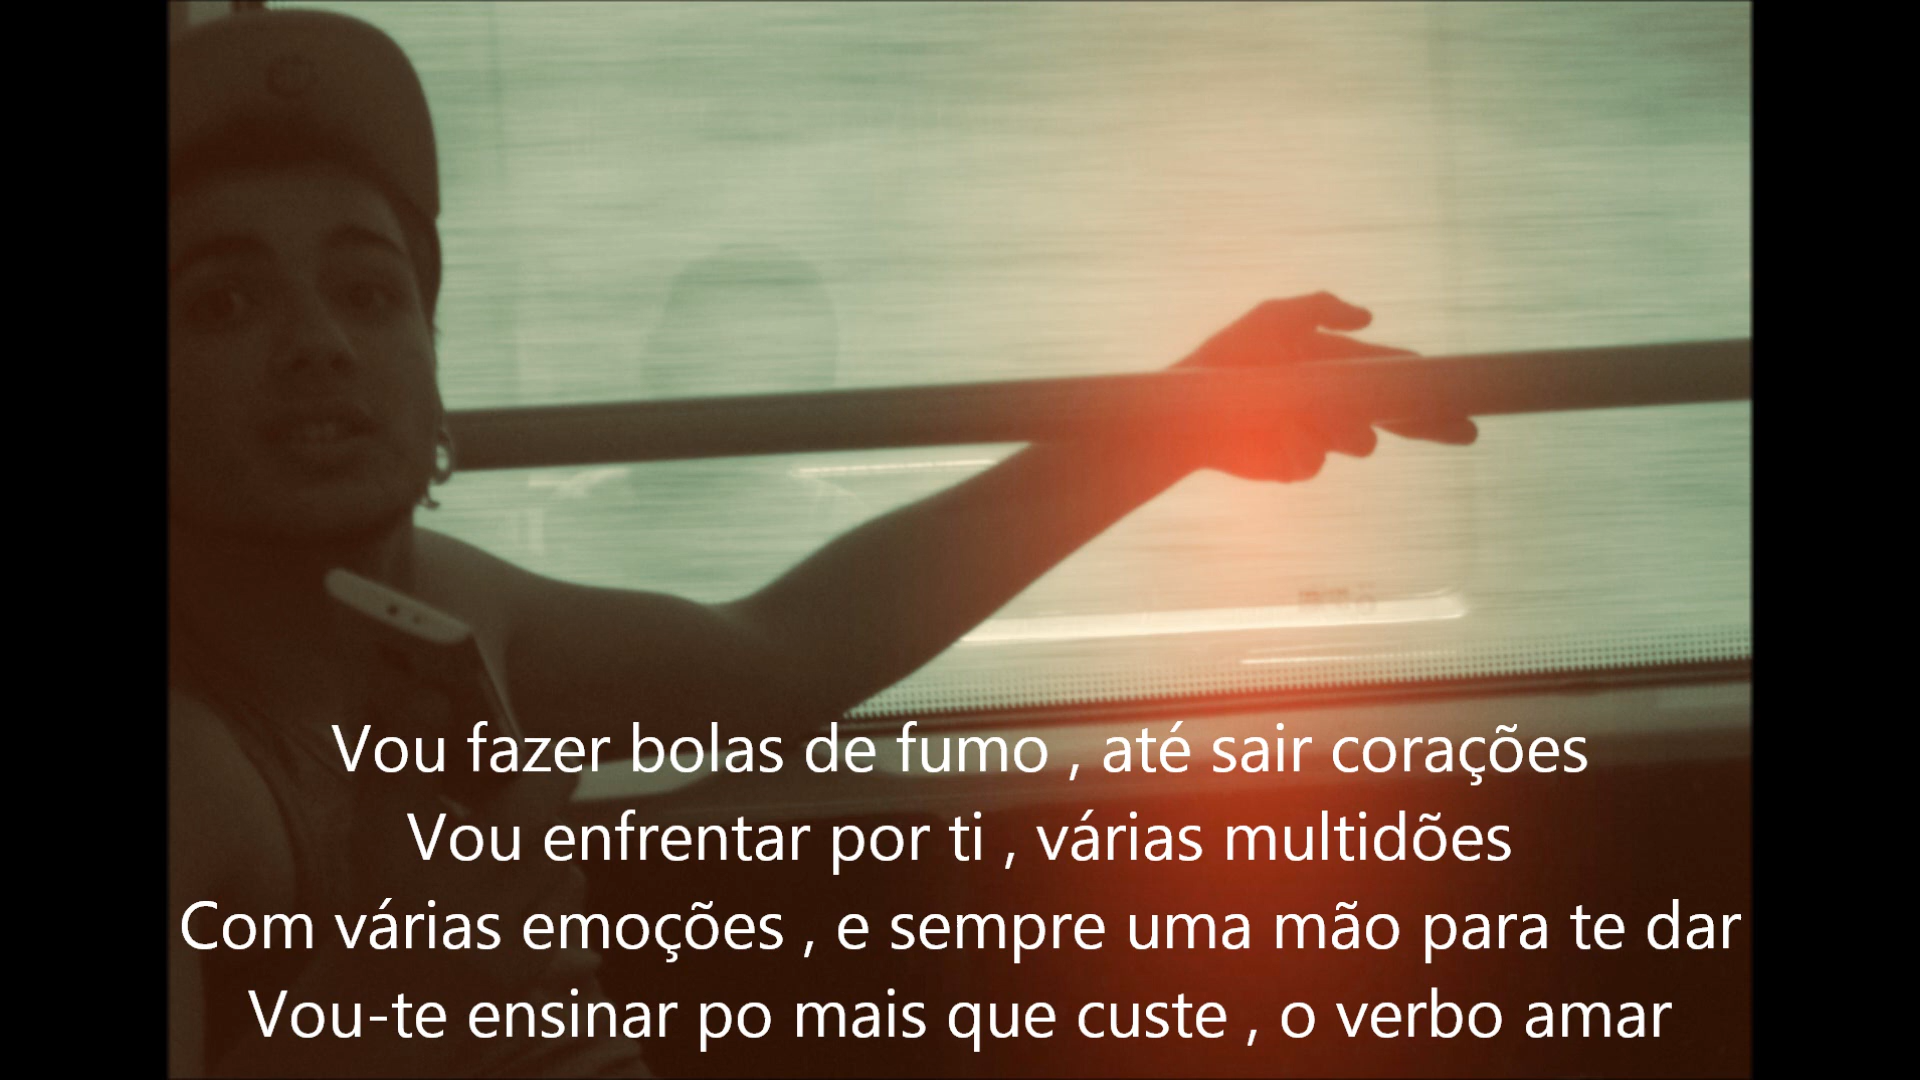 Vou fazer bolas de fumo , até sair corações
Vou enfrentar por ti , várias multidões
Com várias emoções , e sempre uma mão para te dar
Vou-te ensinar po mais que custe , o verbo amar